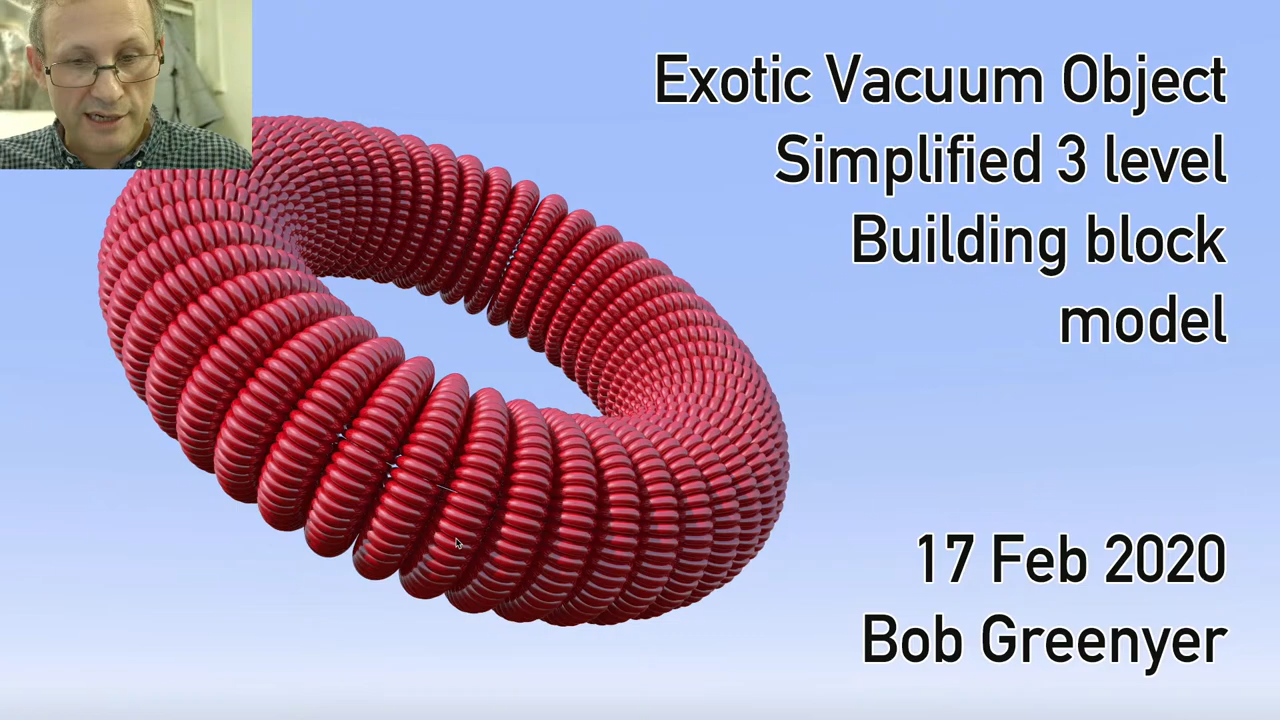 Exotic Vacuum Object
Simplified 3 level
Building block
model
17 Feb 2020
Bob Greenyer